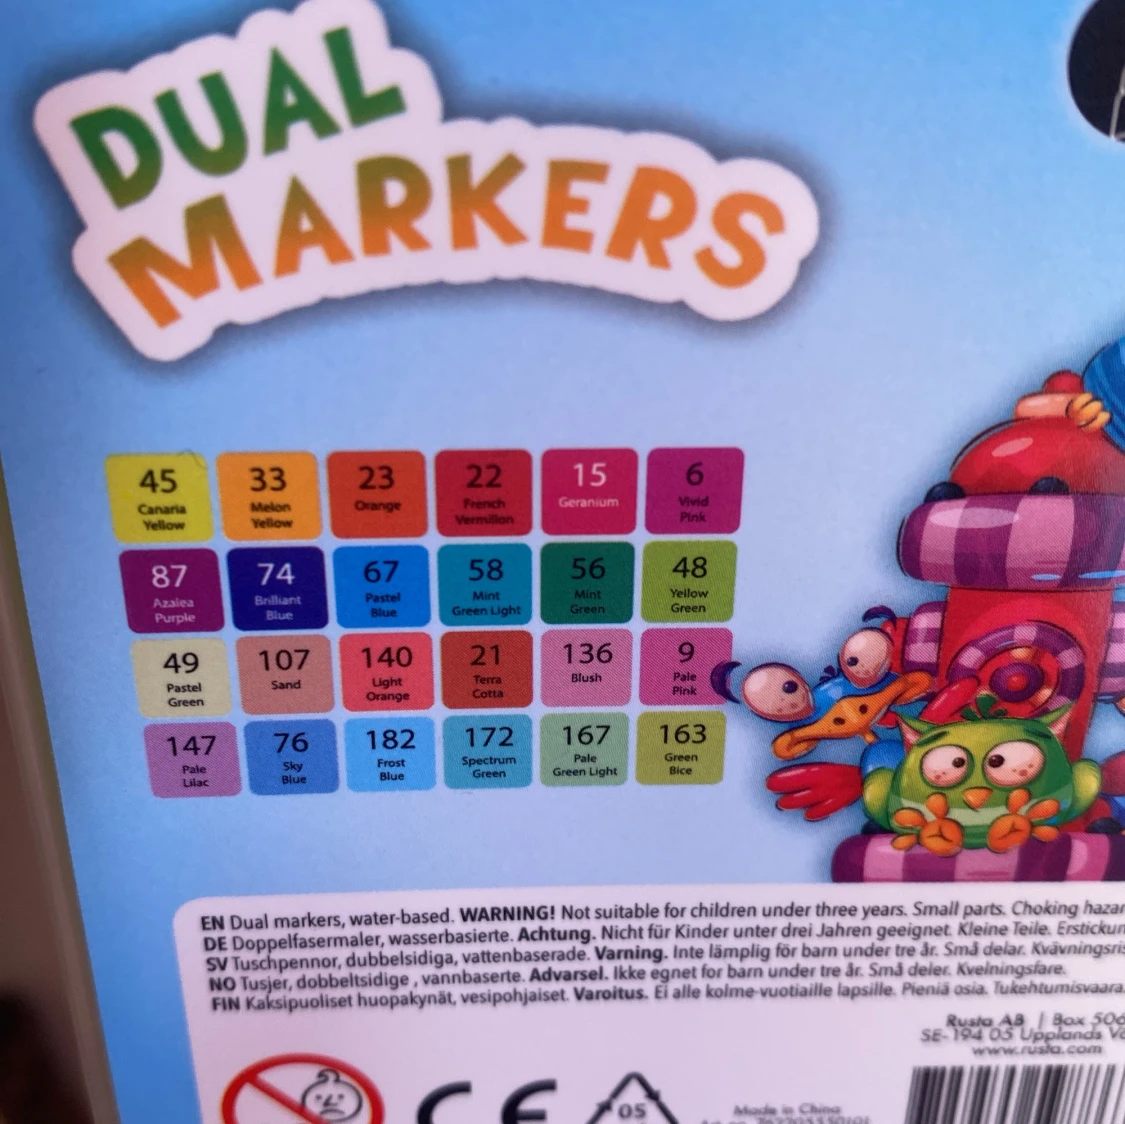 DUAL
MARKERS
45 33 23 22 15 6
Canaria Yellow Melon Yellow Orange French Vermilion Geranium Vivid Pink
87 74 67 58 56 48
Azalea Purple Brilliant Blue Pastel Blue Mint Green Light Mint Green Yellow Green
49 107 140 21 136 9
Pastel Green Sand Light Orange Terra Cotta Blush Pale Pink
147 76 182 172 167 163
Pale Lilac Sky Blue Frost Blue Spectrum Green Pale Green Light Green Bice
EN Dual markers, water-based. WARNING! Not suitable for children under three years. Small parts. Choking hazar
DE Doppelfasermaler, wasserbasierte. Achtung. Nicht für Kinder unter drei Jahren geeignet. Kleine Teile. Erstickun
SV Tuschpennor, dubbelsidiga, vattenbaserade. Varning. Inte lämplig för barn under tre år. Små delar. Kvävningsris
NO Tusjer, dobbeltsidige , vannbaserte. Advarsel. Ikke egnet for barn under tre år. Små deler. Kvelningsfare.
FIN Kaksipuoliset huopakynät, vesipohjaiset. Varoitus. Ei alle kolme-vuotiaille lapsille. Pieniä osia. Tukehtumisvaara.
Rusta AB | Box 506
SE-194 05 Upplands Vä
www.rusta.com
CE
05
Made in China